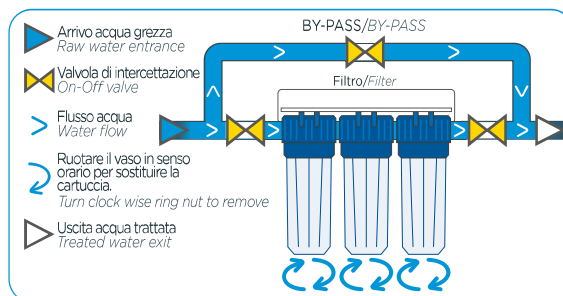 Arrivo acqua grezza
Raw water entrance
Valvola di intercettazione
On-Off valve
Flusso acqua
Water flow
Ruotare il vaso in senso
orario per sostituire la
cartuccia.
Turn clock wise ring nut to remove
Uscita acqua trattata
Treated water exit
BY-PASS/BY-PASS
Filtro/Filter